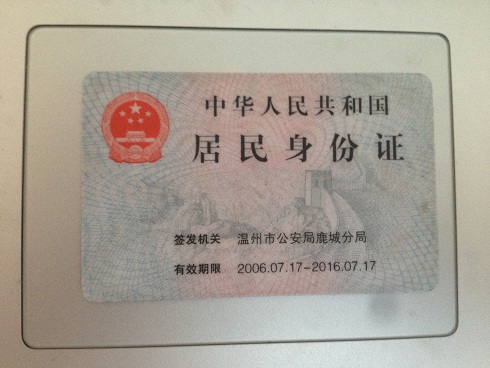 中华人民共和国
居民身份证
签发机关 温州市公安局鹿城分局
有效期限 2006.07.17-2016.07.17